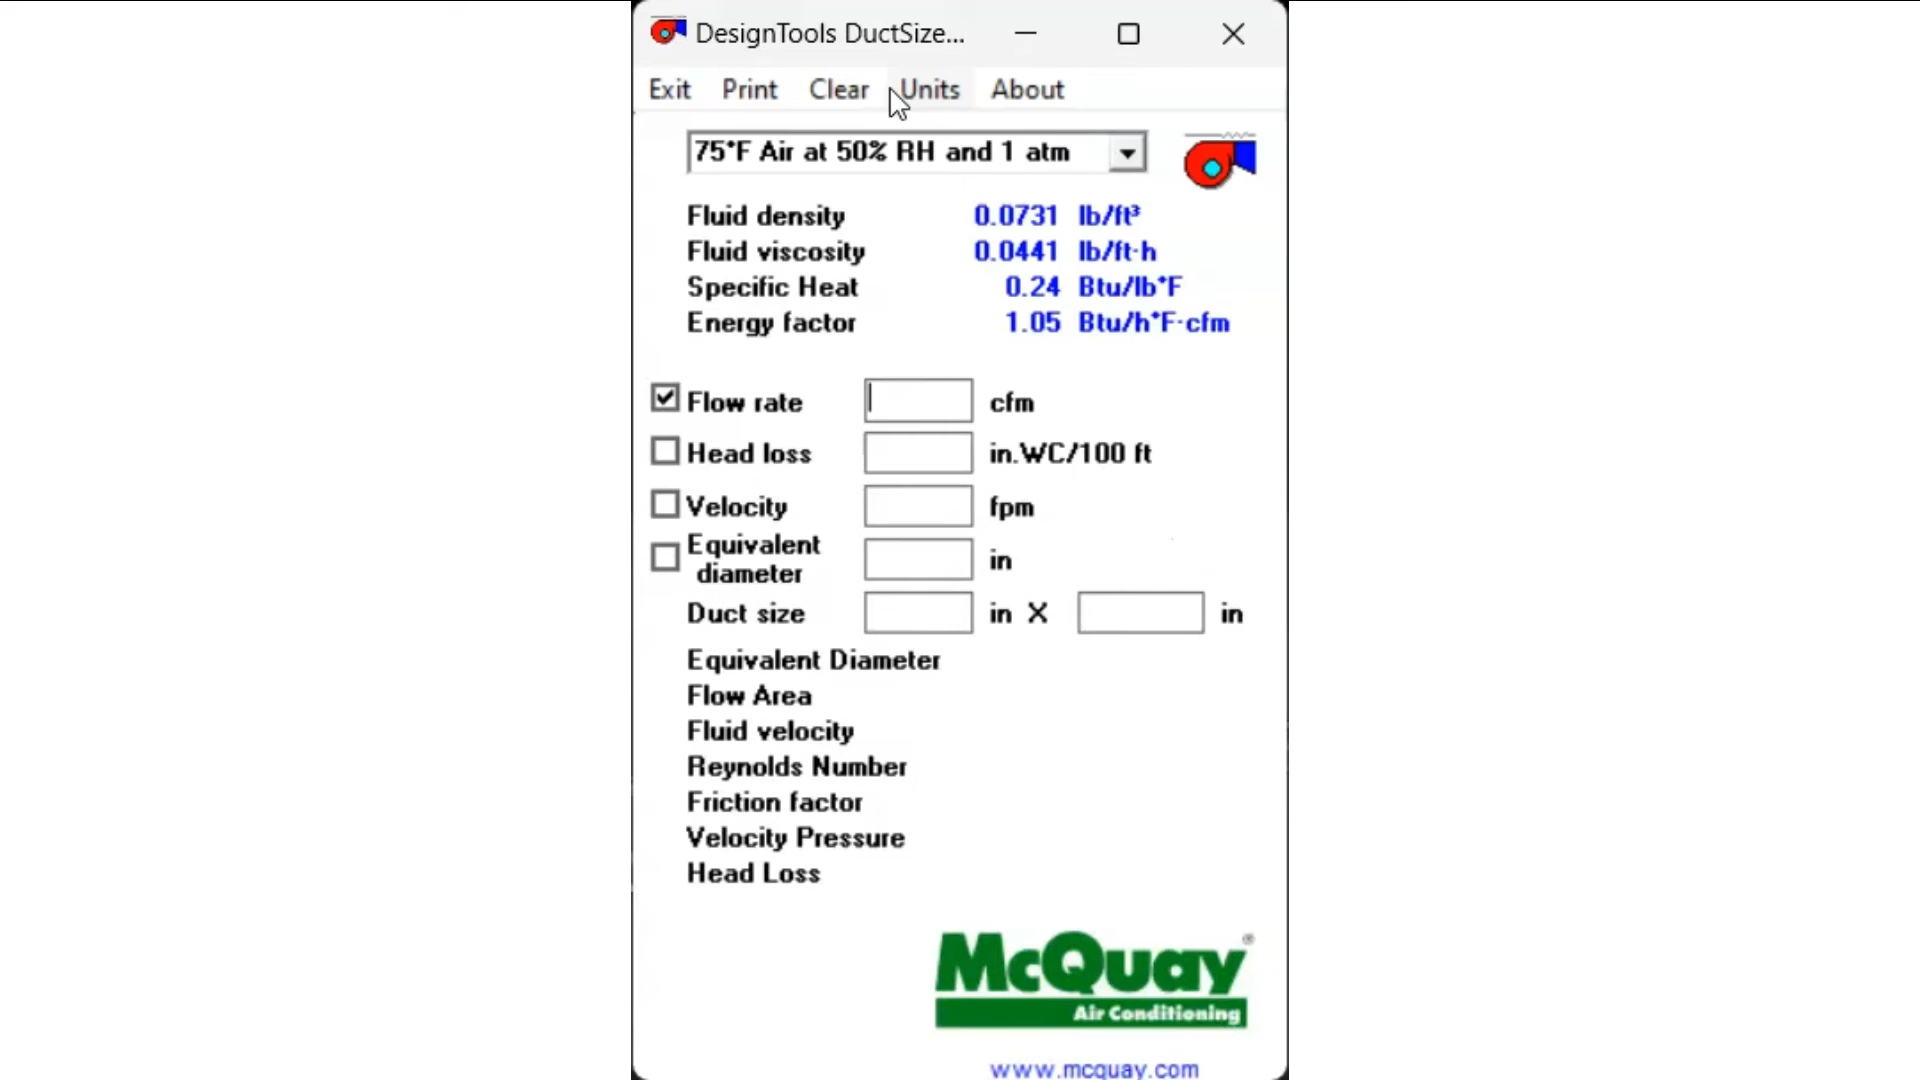 DesignTools DuctSize...
Exit Print Clear Units About
75°F Air at 50% RH and 1 atm
Fluid density 0.0731 lb/ft³
Fluid viscosity 0.0441 lb/ft·h
Specific Heat 0.24 Btu/lb°F
Energy factor 1.05 Btu/h°F·cfm
Flow rate cfm
Head loss in.WC/100 ft
Velocity fpm
Equivalent
diameter in
Duct size in X in
Equivalent Diameter
Flow Area
Fluid velocity
Reynolds Number
Friction factor
Velocity Pressure
Head Loss
McQuay®
Air Conditioning
www.mcquay.com